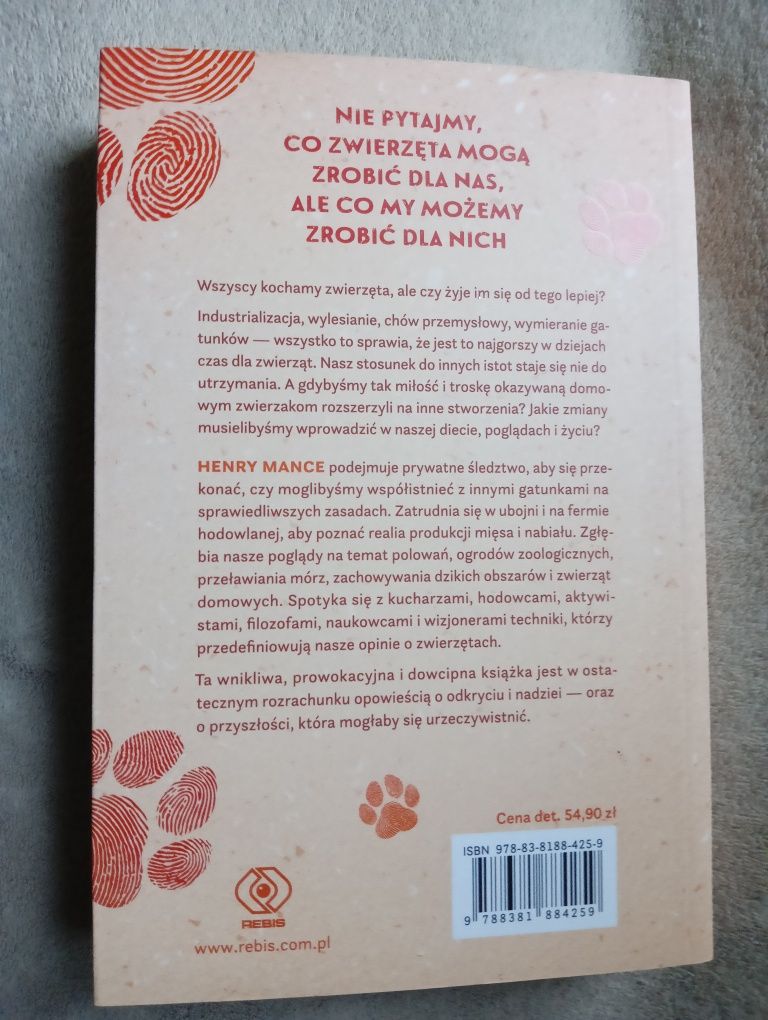 NIE PYTAJMY,
CO ZWIERZĘTA MOGĄ
ZROBIĆ DLA NAS,
ALE CO MY MOŻEMY
ZROBIĆ DLA NICH
Wszyscy kochamy zwierzęta, ale czy żyje im się od tego lepiej?
Industrializacja, wylesianie, chów przemysłowy, wymieranie ga-
tunków — wszystko to sprawia, że jest to najgorszy w dziejach
czas dla zwierząt. Nasz stosunek do innych istot staje się nie do
utrzymania. A gdybyśmy tak miłość i troskę okazywaną domo-
wym zwierzakom rozszerzyli na inne stworzenia? Jakie zmiany
musielibyśmy wprowadzić w naszej diecie, poglądach i życiu?
HENRY MANCE podejmuje prywatne śledztwo, aby się prze-
konać, czy moglibyśmy współistnieć z innymi gatunkami na
sprawiedliwszych zasadach. Zatrudnia się w ubojni i na fermie
hodowlanej, aby poznać realia produkcji mięsa i nabiału. Zgłę-
bia nasze poglądy na temat polowań, ogrodów zoologicznych,
przeławiania mórz, zachowywania dzikich obszarów i zwierząt
domowych. Spotyka się z kucharzami, hodowcami, aktywi-
stami, filozofami, naukowcami i wizjonerami techniki, którzy
przedefiniowują nasze opinie o zwierzętach.
Ta wnikliwa, prowokacyjna i dowcipna książka jest w osta-
tecznym rozrachunku opowieścią o odkryciu i nadziei — oraz
o przyszłości, która mogłaby się urzeczywistnić.
Cena det. 54,90 zł
ISBN 978-83-8188-425-9
9 788381 884259
REBIS
www.rebis.com.pl